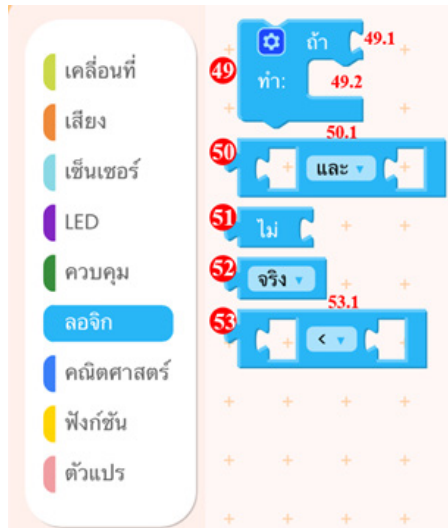 เคลื่อนที่
เสียง
เซ็นเซอร์
LED
ควบคุม
ลอจิก
คณิตศาสตร์
ฟังก์ชัน
ตัวแปร
49
ถ้า
49.1
ทำ:
49.2
50
50.1
และ
51
ไม่
52
จริง
53
53.1
<